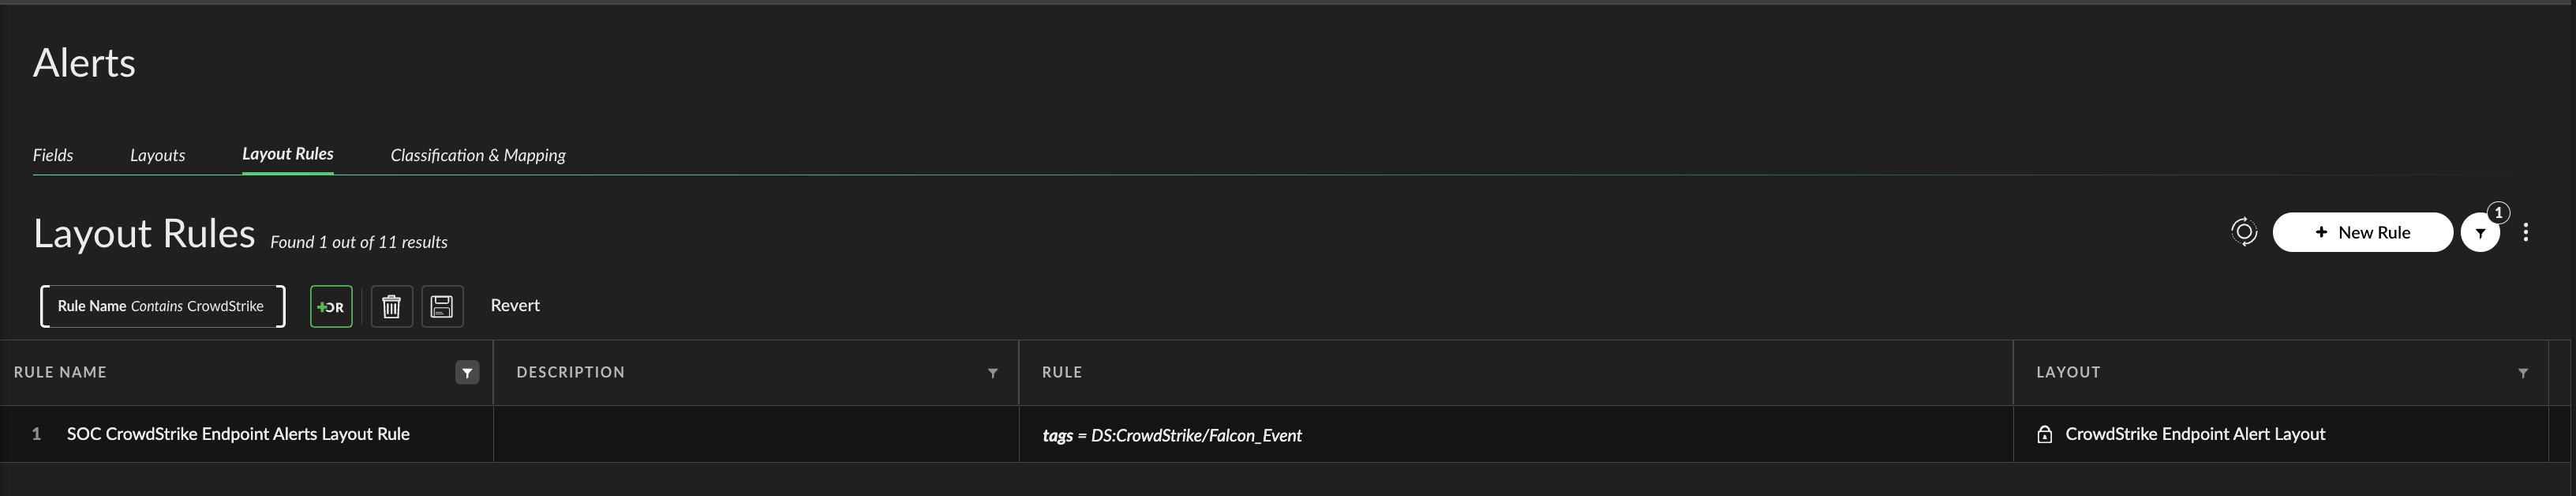 Alerts
Fields Layouts Layout Rules Classification & Mapping
Layout Rules Found 1 out of 11 results
+ New Rule 1
Rule Name Contains CrowdStrike +OR Revert
RULE NAME DESCRIPTION RULE LAYOUT
1 SOC CrowdStrike Endpoint Alerts Layout Rule tags = DS:CrowdStrike/Falcon_Event CrowdStrike Endpoint Alert Layout